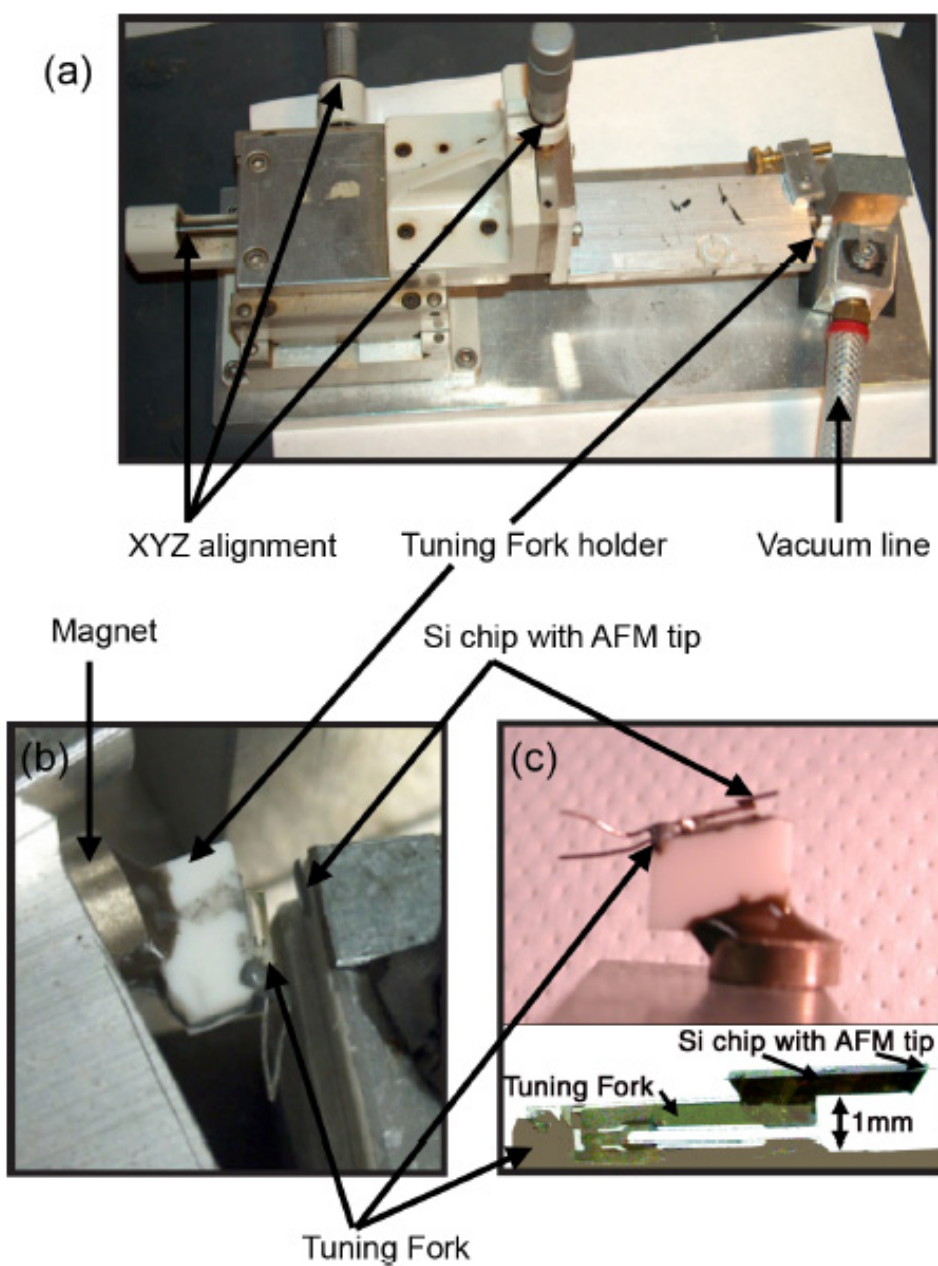 (a)
XYZ alignment
Tuning Fork holder
Vacuum line
Magnet
Si chip with AFM tip
(b)
(c)
Si chip with AFM tip
Tuning Fork
1mm
Tuning Fork